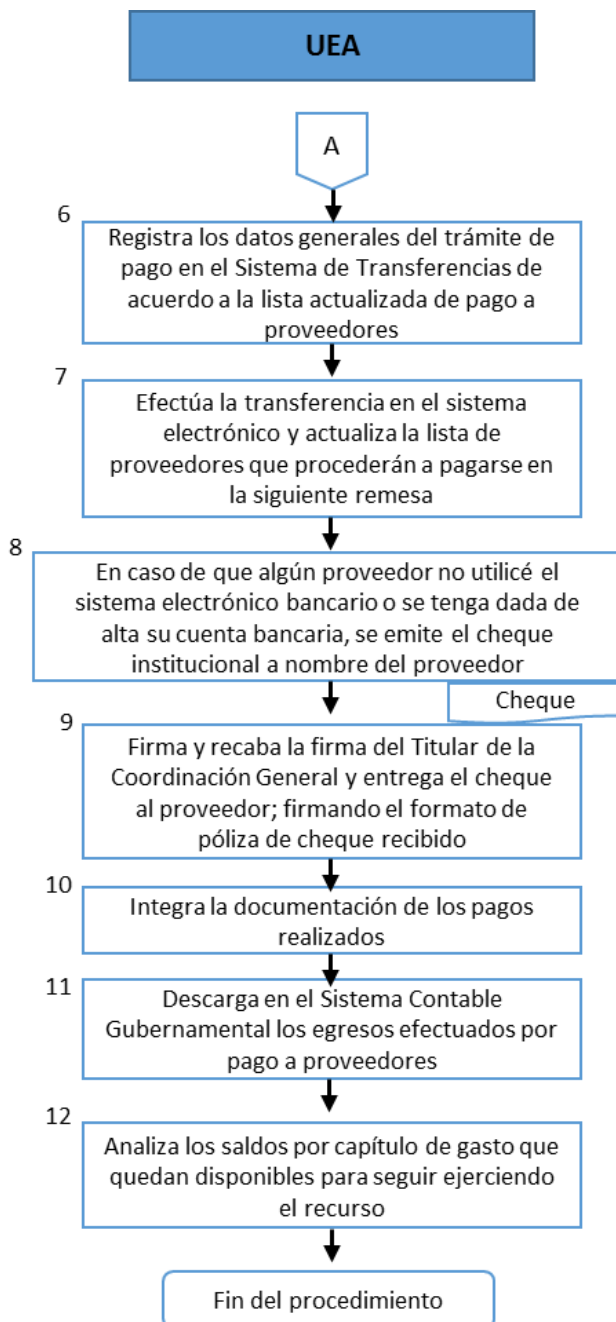 UEA
A
6
Registra los datos generales del trámite de
pago en el Sistema de Transferencias de
acuerdo a la lista actualizada de pago a
proveedores
7
Efectúa la transferencia en el sistema
electrónico y actualiza la lista de
proveedores que procederán a pagarse en
la siguiente remesa
8
En caso de que algún proveedor no utilicé el
sistema electrónico bancario o se tenga dada de
alta su cuenta bancaria, se emite el cheque
institucional a nombre del proveedor
Cheque
9
Firma y recaba la firma del Titular de la
Coordinación General y entrega el cheque
al proveedor; firmando el formato de
póliza de cheque recibido
10
Integra la documentación de los pagos
realizados
11
Descarga en el Sistema Contable
Gubernamental los egresos efectuados por
pago a proveedores
12
Analiza los saldos por capítulo de gasto que
quedan disponibles para seguir ejerciendo
el recurso
Fin del procedimiento